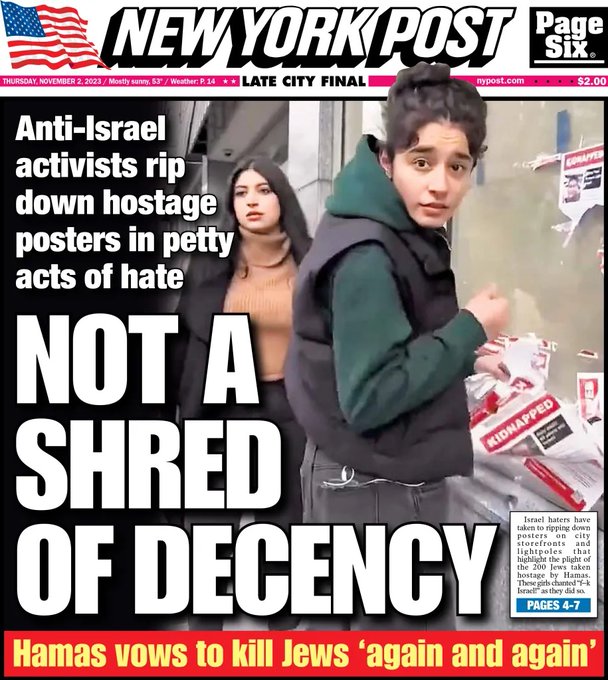 NEW YORK POST
Page
Six®
THURSDAY, NOVEMBER 2, 2023 / Mostly sunny, 53° / Weather: P. 14 ★★ LATE CITY FINAL nypost.com $2.00
Anti-Israel
activists rip
down hostage
posters in petty
acts of hate
NOT A
SHRED
OF DECENCY
KIDNAPPED
KIDNAPPED
Israel haters have
taken to ripping down
posters on city
storefronts and
lightpoles that
highlight the plight of
the 200 Jews taken
hostage by Hamas.
These girls chanted "f–k
Israel!" as they did so.
PAGES 4-7
Hamas vows to kill Jews 'again and again'